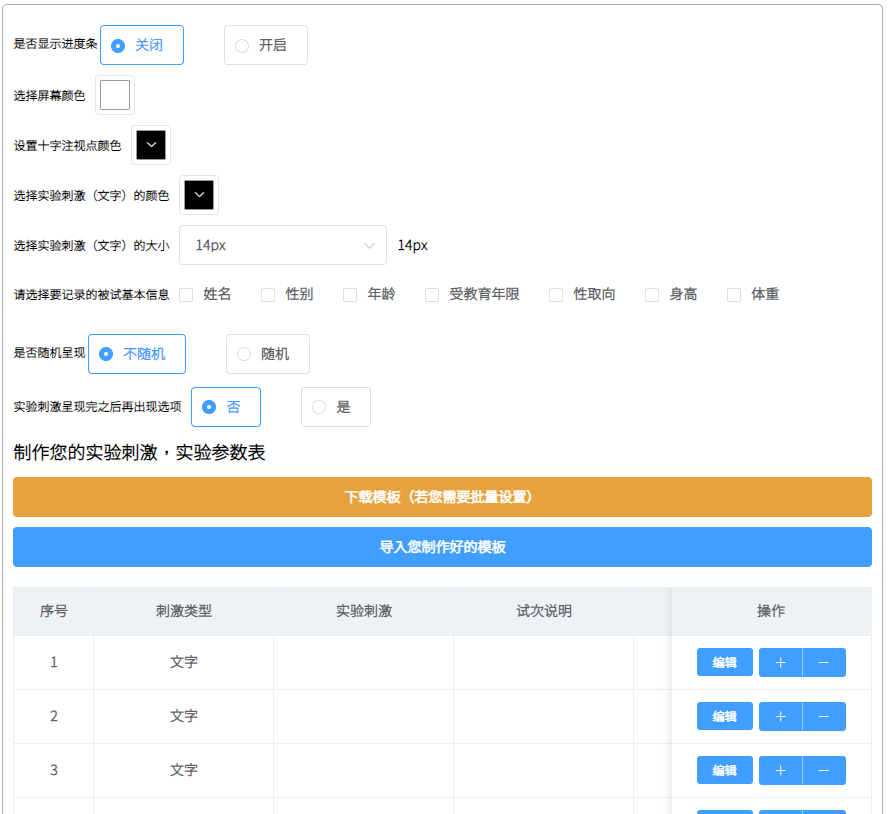 是否显示进度条 关闭 开启
选择屏幕颜色
设置十字注视点颜色
选择实验刺激（文字）的颜色
选择实验刺激（文字）的大小 14px 14px
请选择要记录的被试基本信息 姓名 性别 年龄 受教育年限 性取向 身高 体重
是否随机呈现 不随机 随机
实验刺激呈现完之后再出现选项 否 是
制作您的实验刺激，实验参数表
下载模板（若您需要批量设置）
导入您制作好的模板
序号 刺激类型 实验刺激 试次说明 操作
1 文字 编辑 + −
2 文字 编辑 + −
3 文字 编辑 + −